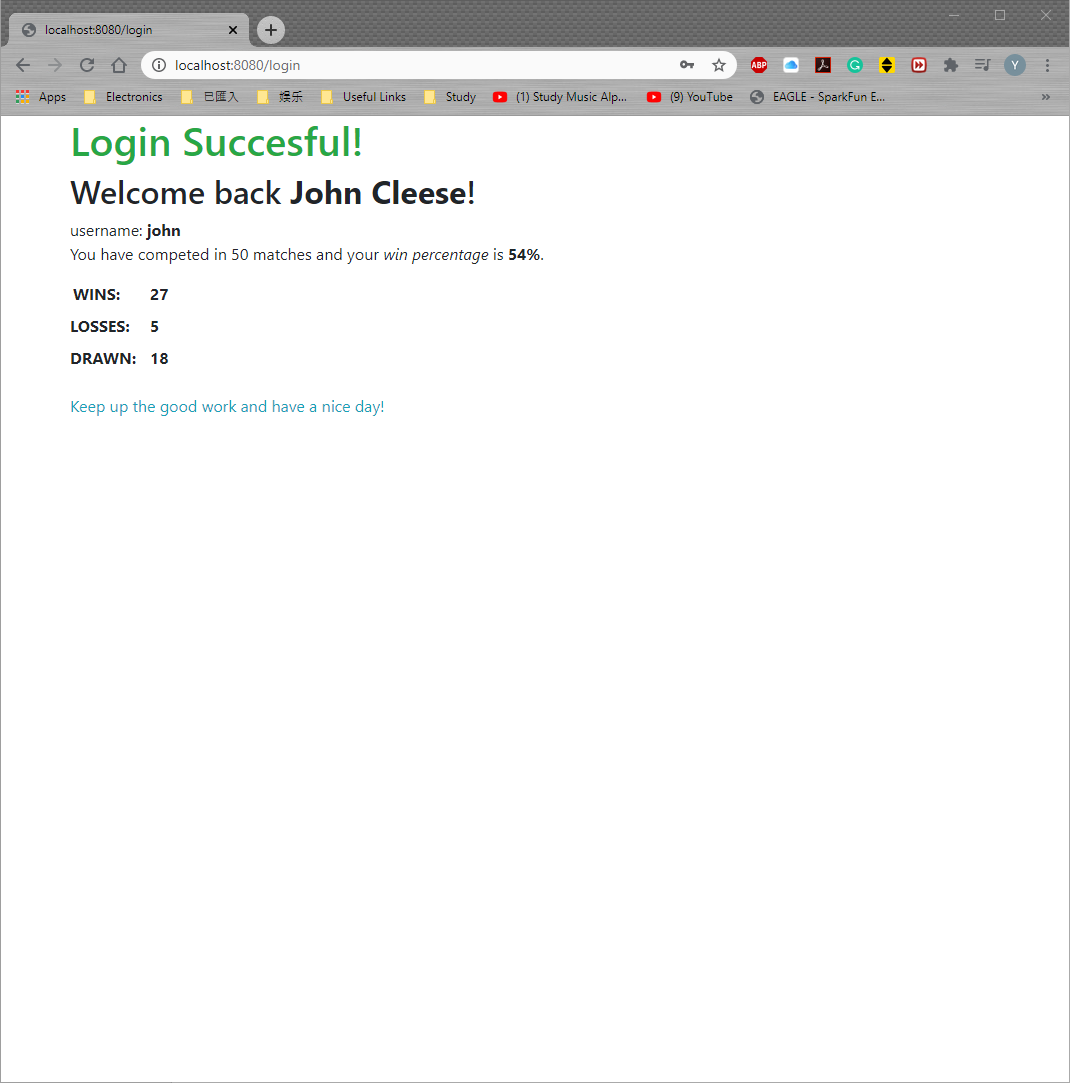 localhost:8080/login
localhost:8080/login
ABP
Y
Apps Electronics 已匯入 娱乐 Useful Links Study (1) Study Music Alp... (9) YouTube EAGLE - SparkFun E... »
Login Succesful!
Welcome back John Cleese!
username: john
You have competed in 50 matches and your win percentage is 54%.
WINS: 27
LOSSES: 5
DRAWN: 18
Keep up the good work and have a nice day!